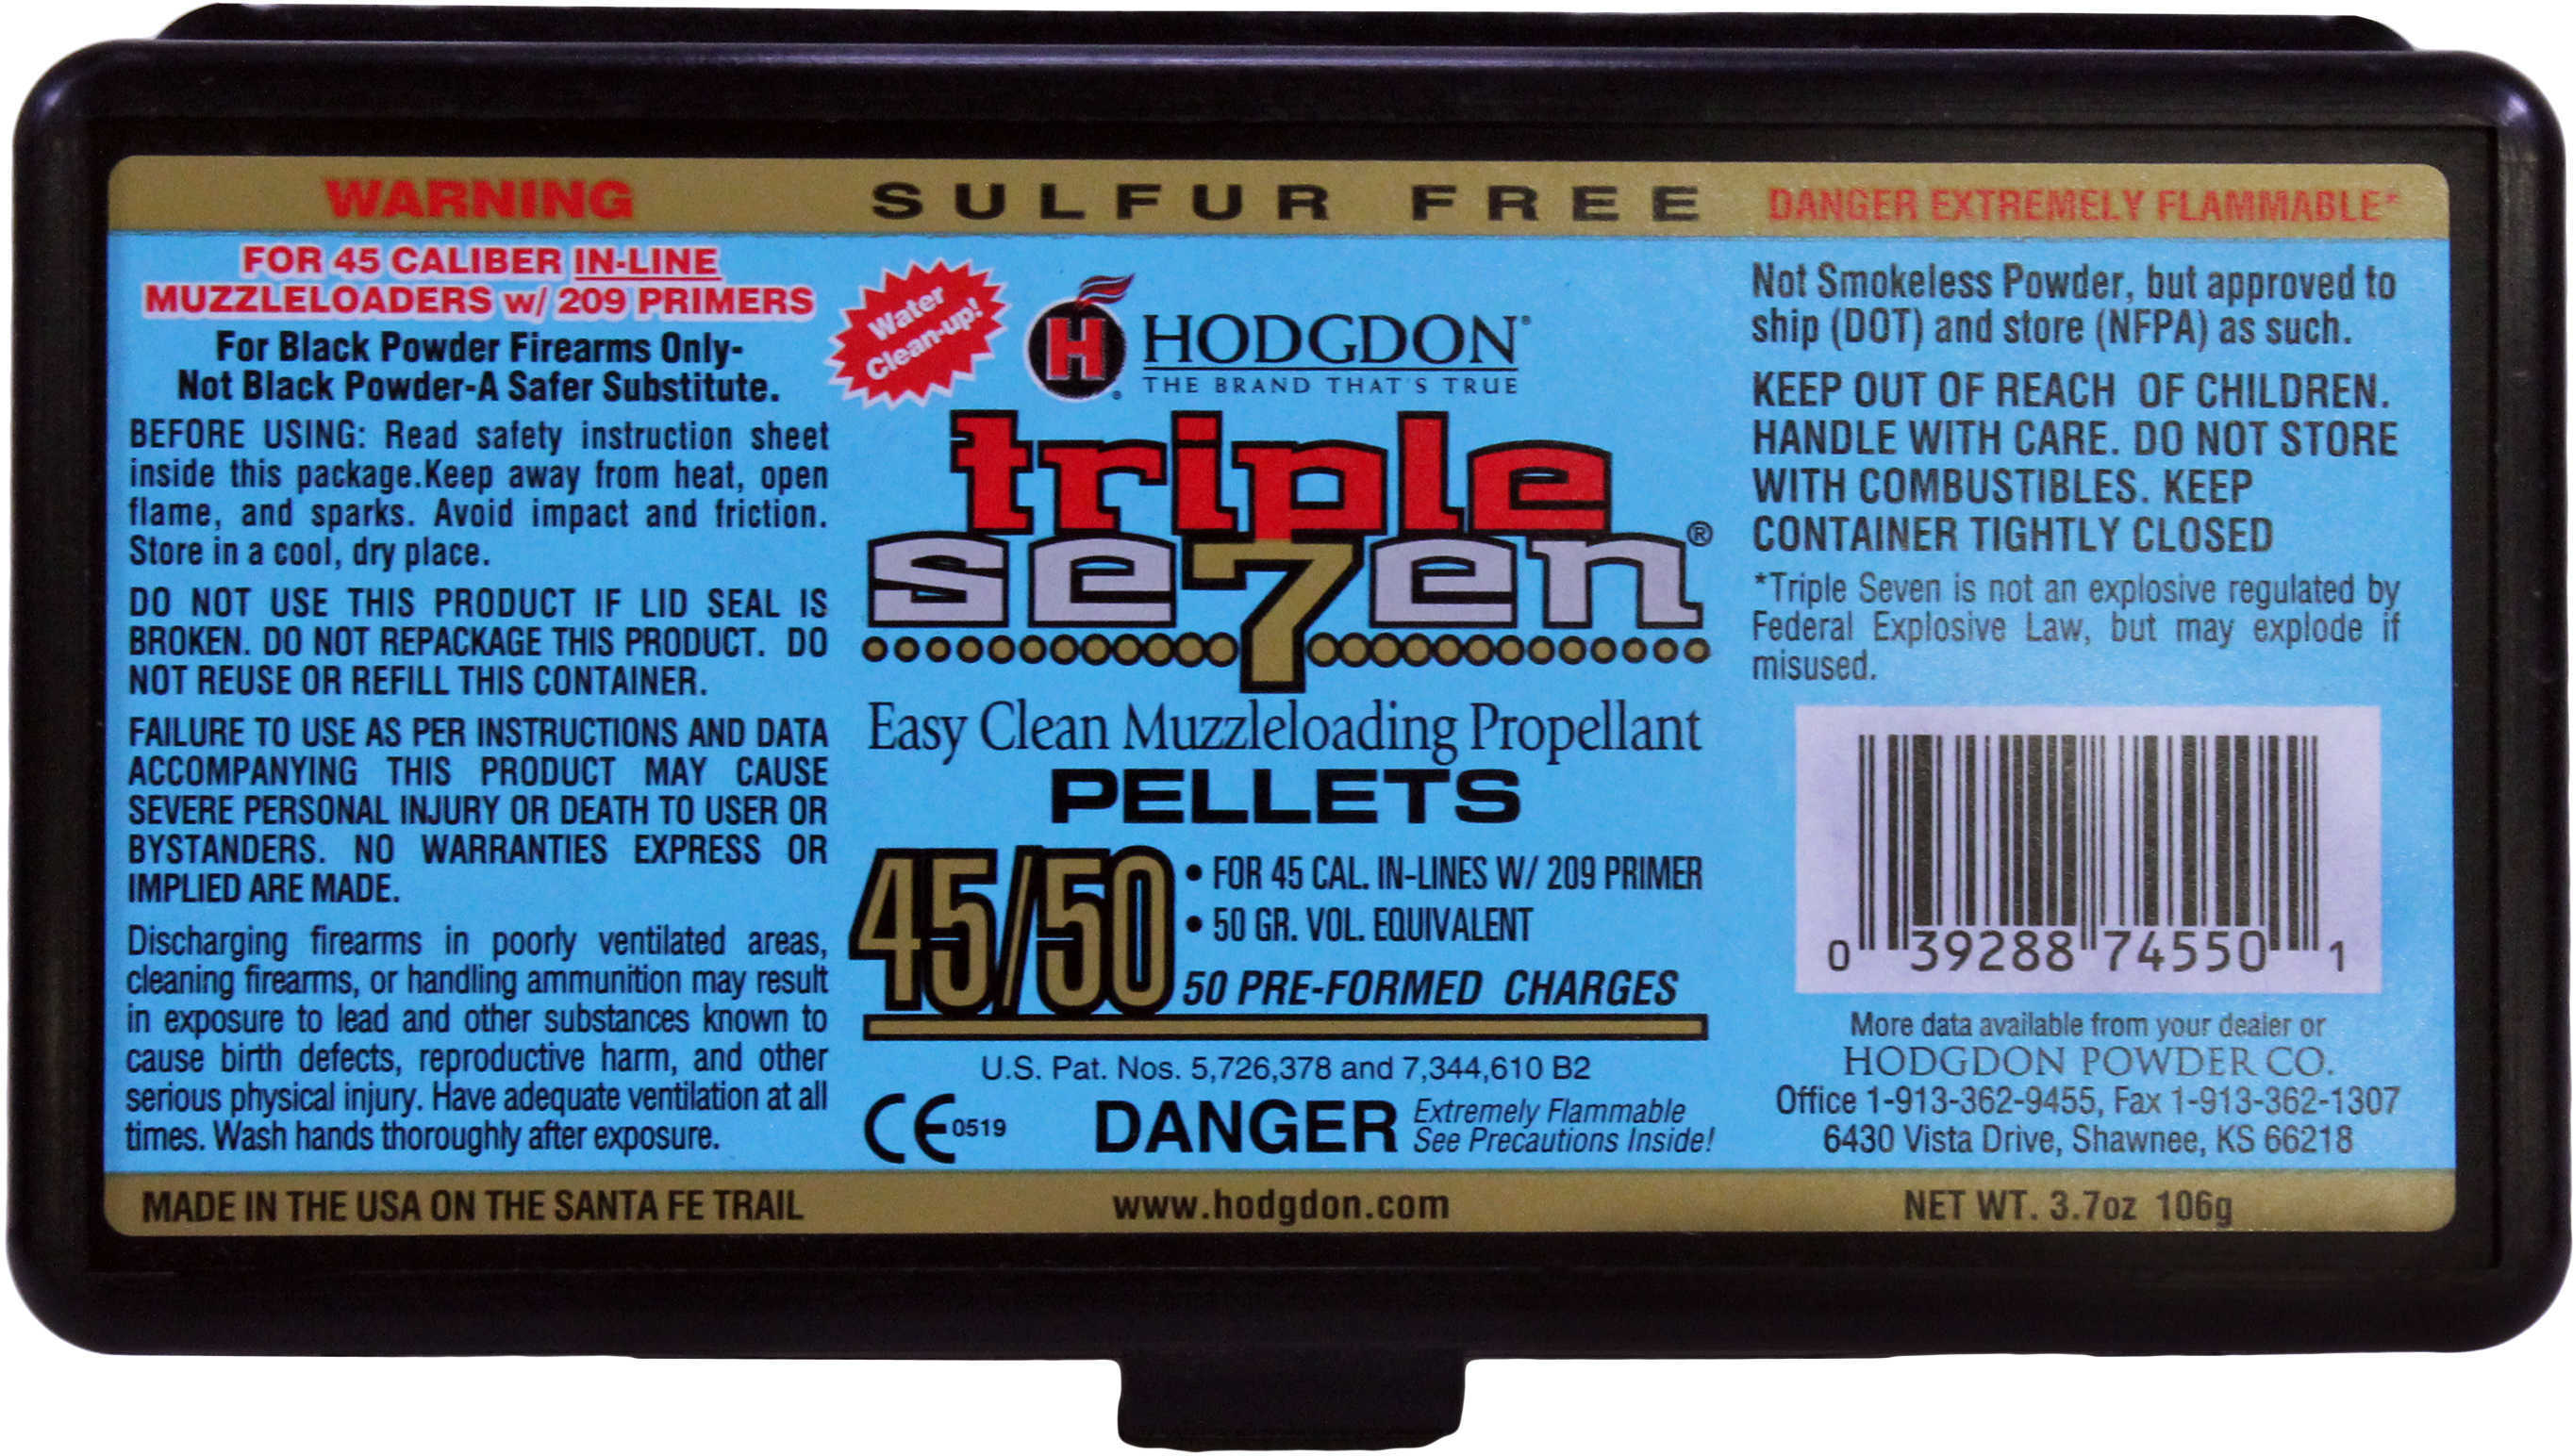 WARNING
SULFUR FREE
DANGER EXTREMELY FLAMMABLE*
FOR 45 CALIBER IN-LINE
MUZZLELOADERS w/ 209 PRIMERS
For Black Powder Firearms Only-
Not Black Powder-A Safer Substitute.
BEFORE USING: Read safety instruction sheet
inside this package.Keep away from heat, open
flame, and sparks. Avoid impact and friction.
Store in a cool, dry place.
DO NOT USE THIS PRODUCT IF LID SEAL IS
BROKEN. DO NOT REPACKAGE THIS PRODUCT. DO
NOT REUSE OR REFILL THIS CONTAINER.
FAILURE TO USE AS PER INSTRUCTIONS AND DATA
ACCOMPANYING THIS PRODUCT MAY CAUSE
SEVERE PERSONAL INJURY OR DEATH TO USER OR
BYSTANDERS. NO WARRANTIES EXPRESS OR
IMPLIED ARE MADE.
Discharging firearms in poorly ventilated areas,
cleaning firearms, or handling ammunition may result
in exposure to lead and other substances known to
cause birth defects, reproductive harm, and other
serious physical injury. Have adequate ventilation at all
times. Wash hands thoroughly after exposure.
MADE IN THE USA ON THE SANTA FE TRAIL
Water
Clean-up!
H
HODGDON®
THE BRAND THAT'S TRUE
triple
se7en®
Easy Clean Muzzleloading Propellant
PELLETS
45/50
• FOR 45 CAL. IN-LINES W/ 209 PRIMER
• 50 GR. VOL. EQUIVALENT
50 PRE-FORMED CHARGES
U.S. Pat. Nos. 5,726,378 and 7,344,610 B2
CE 0519
DANGER
Extremely Flammable
See Precautions Inside!
www.hodgdon.com
Not Smokeless Powder, but approved to
ship (DOT) and store (NFPA) as such.
KEEP OUT OF REACH OF CHILDREN.
HANDLE WITH CARE. DO NOT STORE
WITH COMBUSTIBLES. KEEP
CONTAINER TIGHTLY CLOSED
*Triple Seven is not an explosive regulated by
Federal Explosive Law, but may explode if
misused.
0 39288 74550 1
More data available from your dealer or
HODGDON POWDER CO.
Office 1-913-362-9455, Fax 1-913-362-1307
6430 Vista Drive, Shawnee, KS 66218
NET WT. 3.7oz 106g